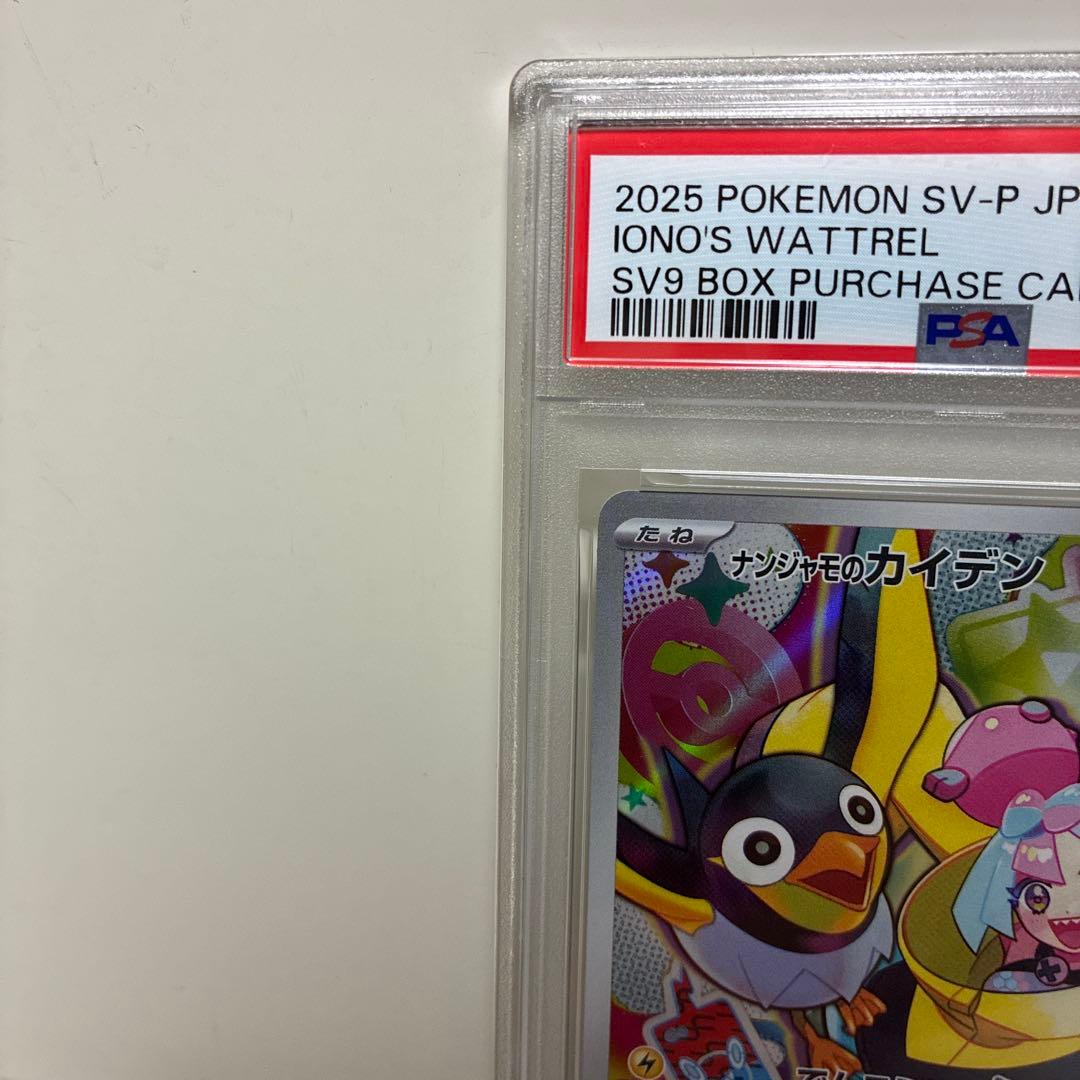 2025 POKEMON SV-P JP
IONO'S WATTREL
SV9 BOX PURCHASE
PSA
たね
ナンジャモのカイデン